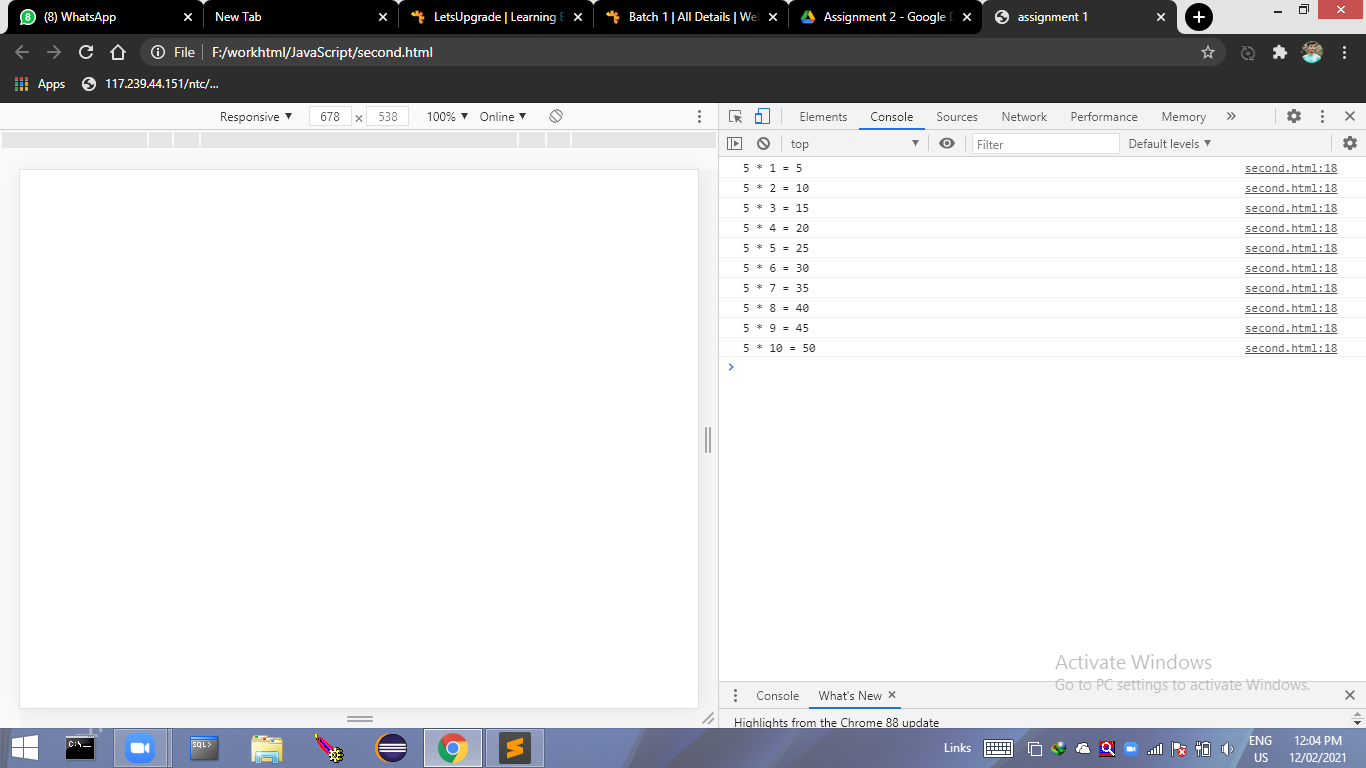 (8) WhatsApp
New Tab
LetsUpgrade | Learning E
Batch 1 | All Details | Wel
Assignment 2 - Google D
assignment 1
File | F:/workhtml/JavaScript/second.html
Apps 117.239.44.151/ntc/...
Responsive ▼ 678 × 538 100% ▼ Online ▼
Elements Console Sources Network Performance Memory »
top ▼ Filter Default levels ▼
5 * 1 = 5 second.html:18
5 * 2 = 10 second.html:18
5 * 3 = 15 second.html:18
5 * 4 = 20 second.html:18
5 * 5 = 25 second.html:18
5 * 6 = 30 second.html:18
5 * 7 = 35 second.html:18
5 * 8 = 40 second.html:18
5 * 9 = 45 second.html:18
5 * 10 = 50 second.html:18
>
Activate Windows
Go to PC settings to activate Windows.
Console What's New ×
Highlights from the Chrome 88 update
C:\_
SQL>
Links
ENG
US
12:04 PM
12/02/2021